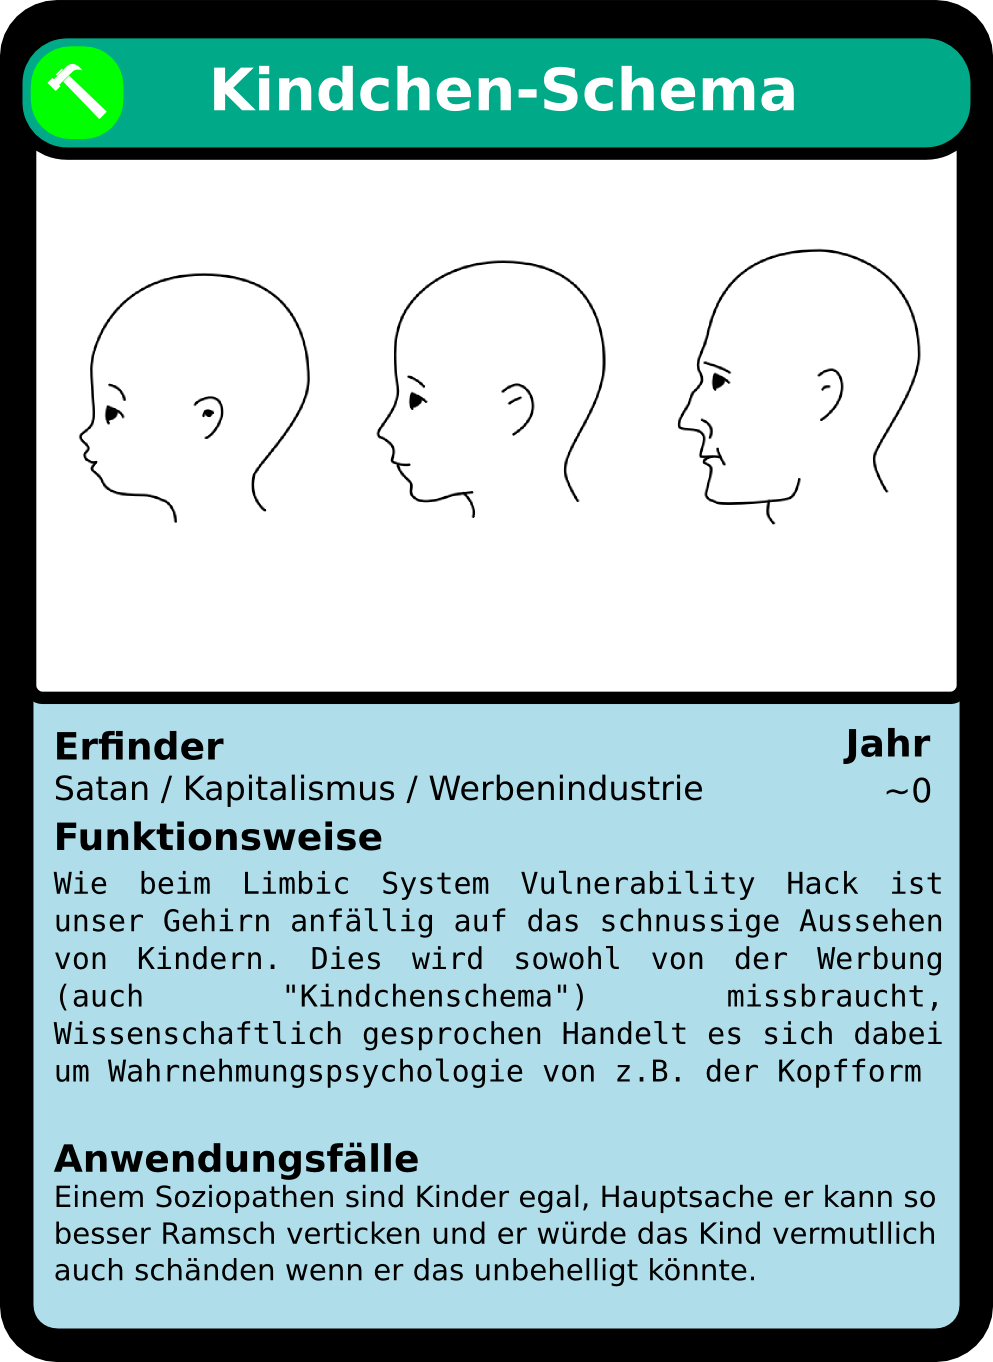 Kindchen-Schema
Erfinder
Jahr
Satan / Kapitalismus / Werbenindustrie
~0
Funktionsweise
Wie beim Limbic System Vulnerability Hack ist
unser Gehirn anfällig auf das schnussige Aussehen
von Kindern. Dies wird sowohl von der Werbung
(auch "Kindchenschema") missbraucht,
Wissenschaftlich gesprochen Handelt es sich dabei
um Wahrnehmungspsychologie von z.B. der Kopfform
Anwendungsfälle
Einem Soziopathen sind Kinder egal, Hauptsache er kann so
besser Ramsch verticken und er würde das Kind vermutllich
auch schänden wenn er das unbehelligt könnte.